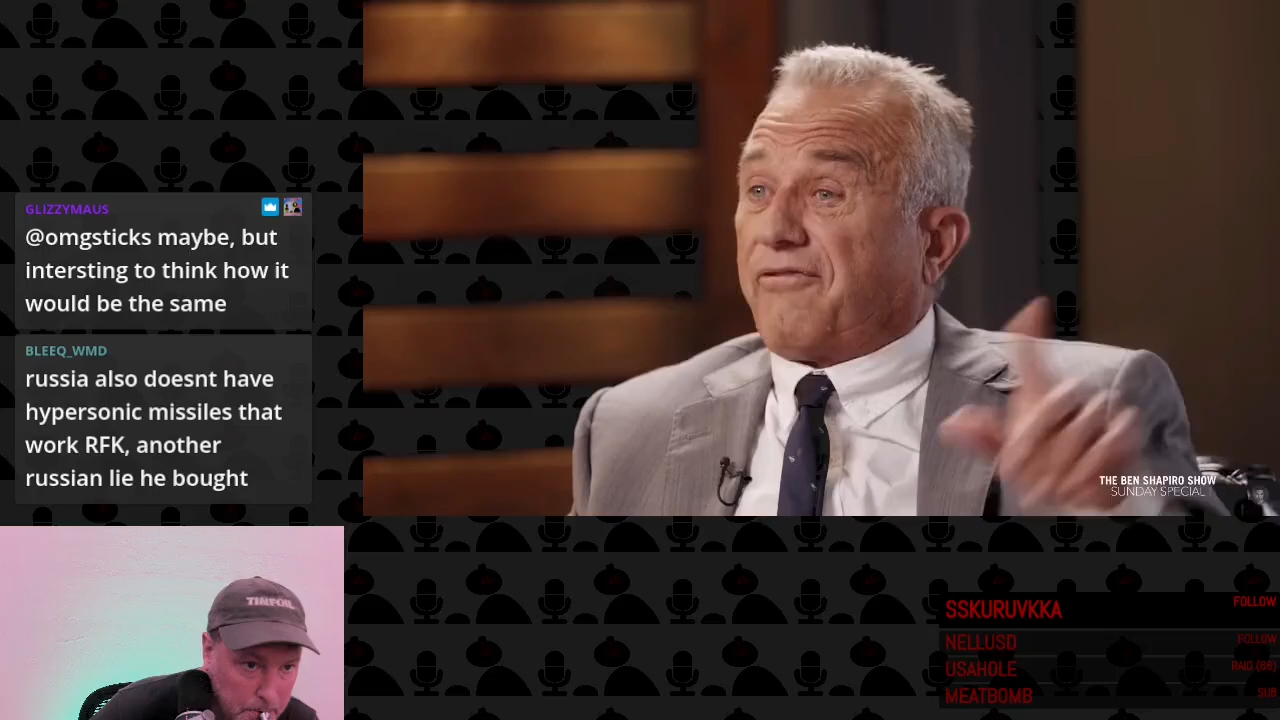 GLIZZYMAUS
@omgsticks maybe, but
intersting to think how it
would be the same
BLEEQ_WMD
russia also doesnt have
hypersonic missiles that
work RFK, another
russian lie he bought
THE BEN SHAPIRO SHOW
SUNDAY SPECIAL
TINFOIL
SSKURUVKKA
FOLLOW
NELLUSD
FOLLOW
USAHOLE
RAID (66)
MEATBOMB
SUB